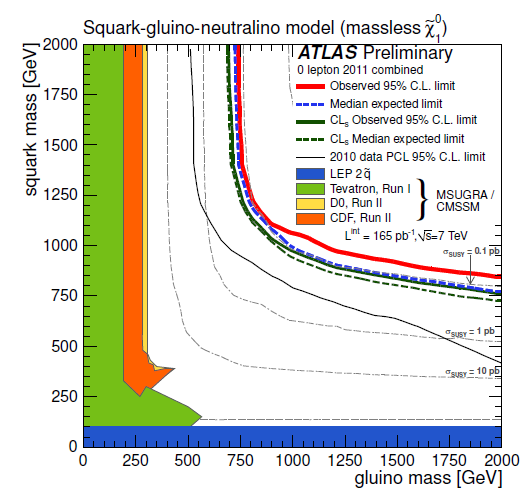 Squark-gluino-neutralino model (massless χ̃₁⁰)
squark mass [GeV]
2000
1750
1500
1250
1000
750
500
250
0
ATLAS Preliminary
0 lepton 2011 combined
Observed 95% C.L. limit
Median expected limit
CLₛ Observed 95% C.L. limit
CLₛ Median expected limit
2010 data PCL 95% C.L. limit
LEP 2 q̃
Tevatron, Run I
D0, Run II
CDF, Run II
MSUGRA /
CMSSM
Lⁱⁿᵗ = 165 pb⁻¹, √s=7 TeV
σSUSY = 0.1 pb
σSUSY = 1 pb
σSUSY = 10 pb
0 250 500 750 1000 1250 1500 1750 2000
gluino mass [GeV]